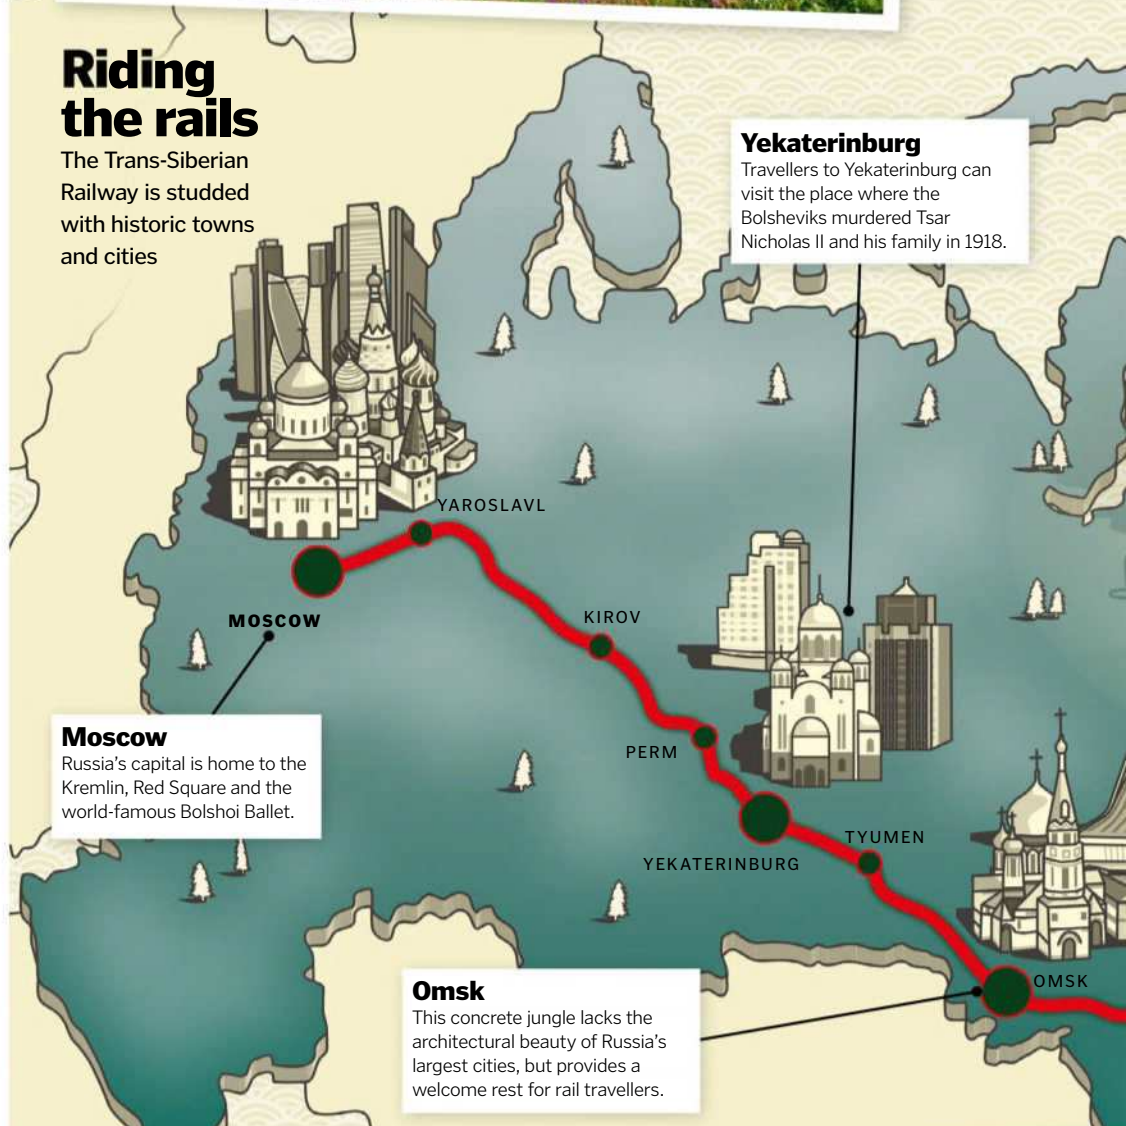 Riding
the rails
The Trans-Siberian
Railway is studded
with historic towns
and cities
Yekaterinburg
Travellers to Yekaterinburg can
visit the place where the
Bolsheviks murdered Tsar
Nicholas II and his family in 1918.
YAROSLAVL
MOSCOW
KIROV
Moscow
Russia's capital is home to the
Kremlin, Red Square and the
world-famous Bolshoi Ballet.
PERM
YEKATERINBURG
TYUMEN
Omsk
This concrete jungle lacks the
architectural beauty of Russia's
largest cities, but provides a
welcome rest for rail travellers.
OMSK